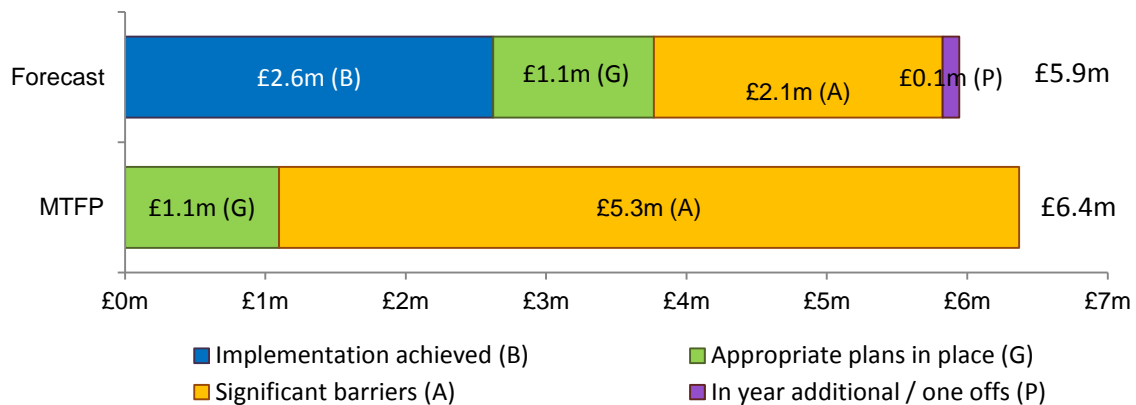 Forecast
£2.6m (B)
£1.1m (G)
£2.1m (A)
£0.1m (P)
£5.9m
MTFP
£1.1m (G)
£5.3m (A)
£6.4m
£0m £1m £2m £3m £4m £5m £6m £7m
Implementation achieved (B) Appropriate plans in place (G)
Significant barriers (A) In year additional / one offs (P)